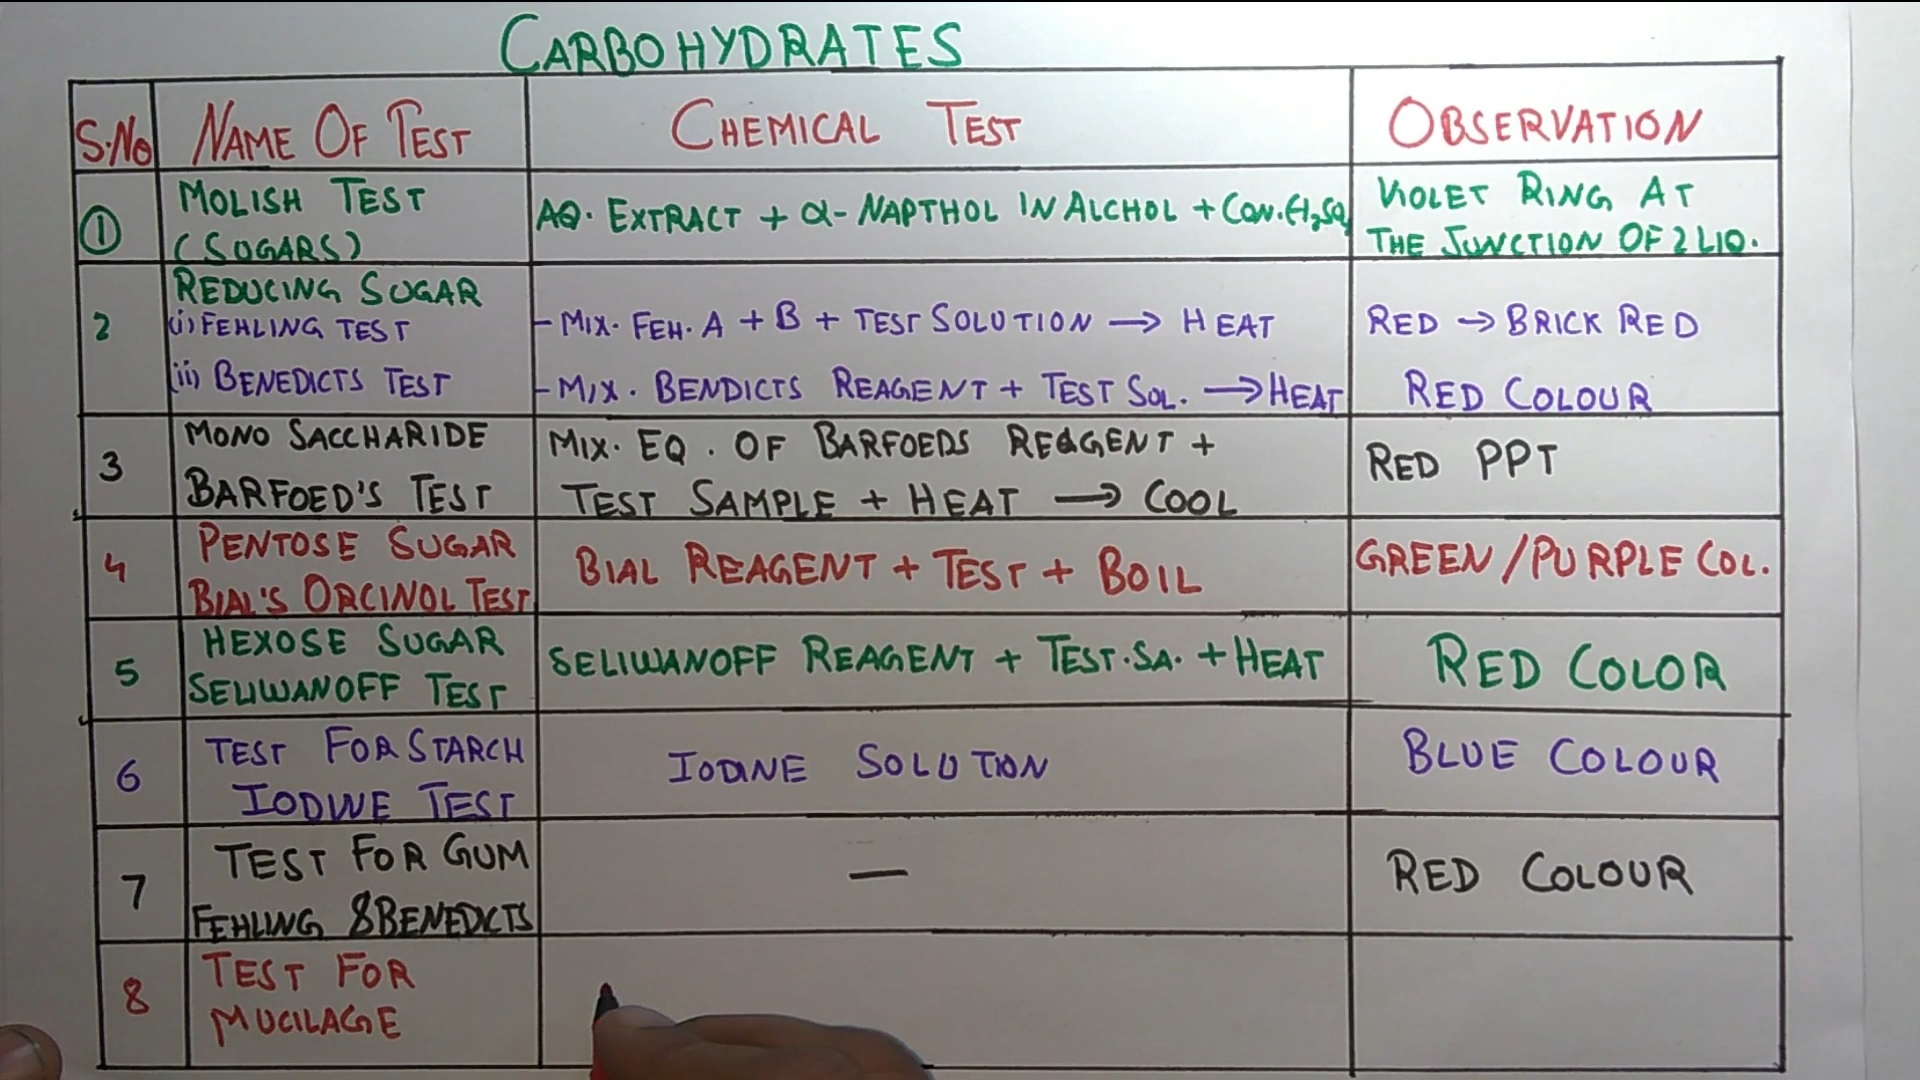 CARBOHYDRATES
S.No NAME OF TEST CHEMICAL TEST OBSERVATION
1 MOLISH TEST
(SUGARS)
AQ. EXTRACT + α-NAPTHOL IN ALCHOL + CON.H2SO4
VIOLET RING AT
THE JUNCTION OF 2 LIQ.
2 REDUCING SUGAR
(i) FEHLING TEST
(ii) BENEDICTS TEST
- MIX. FEH. A + B + TEST SOLUTION → HEAT
- MIX. BENDICTS REAGENT + TEST SOL. → HEAT
RED → BRICK RED
RED COLOUR
3 MONO SACCHARIDE
BARFOED'S TEST
MIX. EQ. OF BARFOEDS REAGENT +
TEST SAMPLE + HEAT → COOL
RED PPT
4 PENTOSE SUGAR
BIAL'S ORCINOL TEST
BIAL REAGENT + TEST + BOIL
GREEN/PURPLE COL.
5 HEXOSE SUGAR
SELIWANOFF TEST
SELIWANOFF REAGENT + TEST.SA. + HEAT
RED COLOR
6 TEST FOR STARCH
IODINE TEST
IODINE SOLUTION
BLUE COLOUR
7 TEST FOR GUM
FEHLING & BENEDICTS
—
RED COLOUR
8 TEST FOR
MUCILAGE